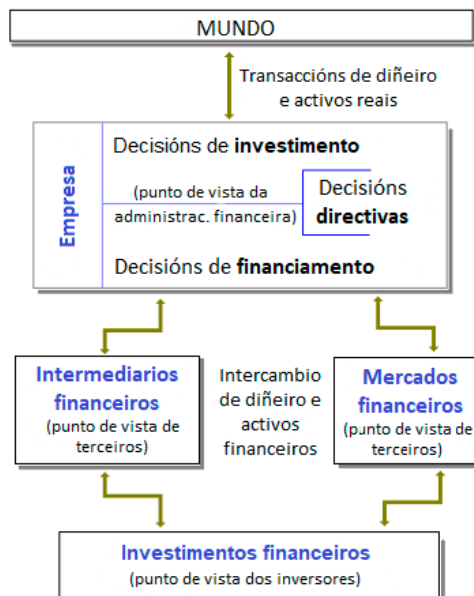 MUNDO
Transaccións de diñeiro
e activos reais
Empresa
Decisións de investimento
(punto de vista da
administrac. financeira)
Decisións
directivas
Decisións de financiamento
Intermediarios
financeiros
(punto de vista de
terceiros)
Intercambio
de diñeiro e
activos
financeiros
Mercados
financeiros
(punto de vista de
terceiros)
Investimentos financeiros
(punto de vista dos inversores)